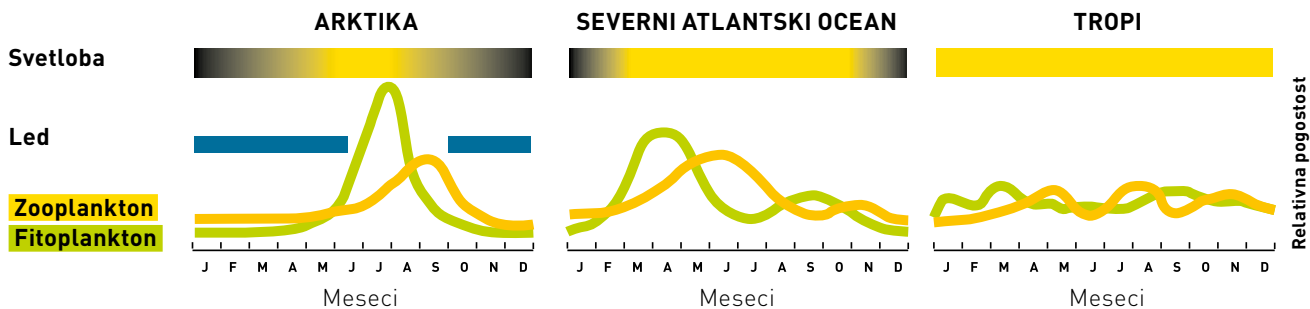 ARKTIKA SEVERNI ATLANTSKI OCEAN TROPI
Svetloba
Led
Zooplankton
Fitoplankton
J F M A M J J A S O N D J F M A M J J A S O N D J F M A M J J A S O N D
Meseci Meseci Meseci
Relativna pogostost